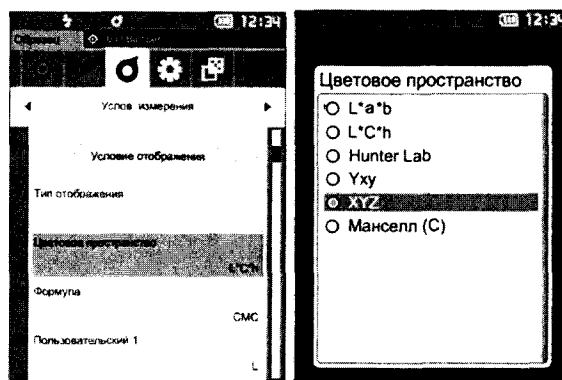 12:34
Услов измерения
Условие отображения
Тип отображения
Цветовое пространство
L*C*h
Формула
CMC
Пользовательский 1
L
12:34
Цветовое пространство
L*a*b
L*C*h
Hunter Lab
Yxy
XYZ
Манселл (C)